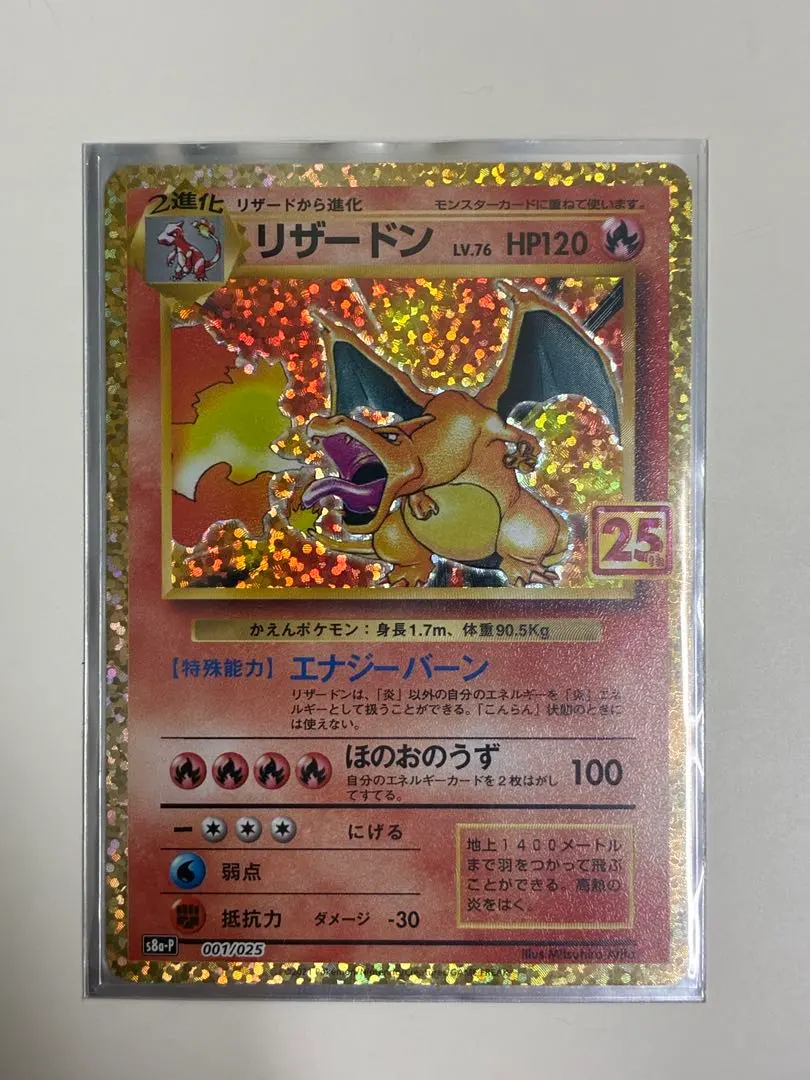 2進化 リザードから進化 モンスターカードに重ねて使います。
リザードン LV.76 HP120
25
かえんポケモン：身長1.7m、体重90.5Kg
【特殊能力】エナジーバーン
リザードンは、「炎」以外の自分のエネルギーを「炎」エネ
ルギーとして扱うことができる。「こんらん」状態のときに
は使えない。
ほのおのうず 100
自分のエネルギーカードを2枚はがし
てすてる。
にげる
弱点
抵抗力 ダメージ -30
地上1400メートル
まで羽をつかって飛ぶ
ことができる。高熱の
炎をはく。
s8a-P 001/025
Illus.Mitsuhiro Arita